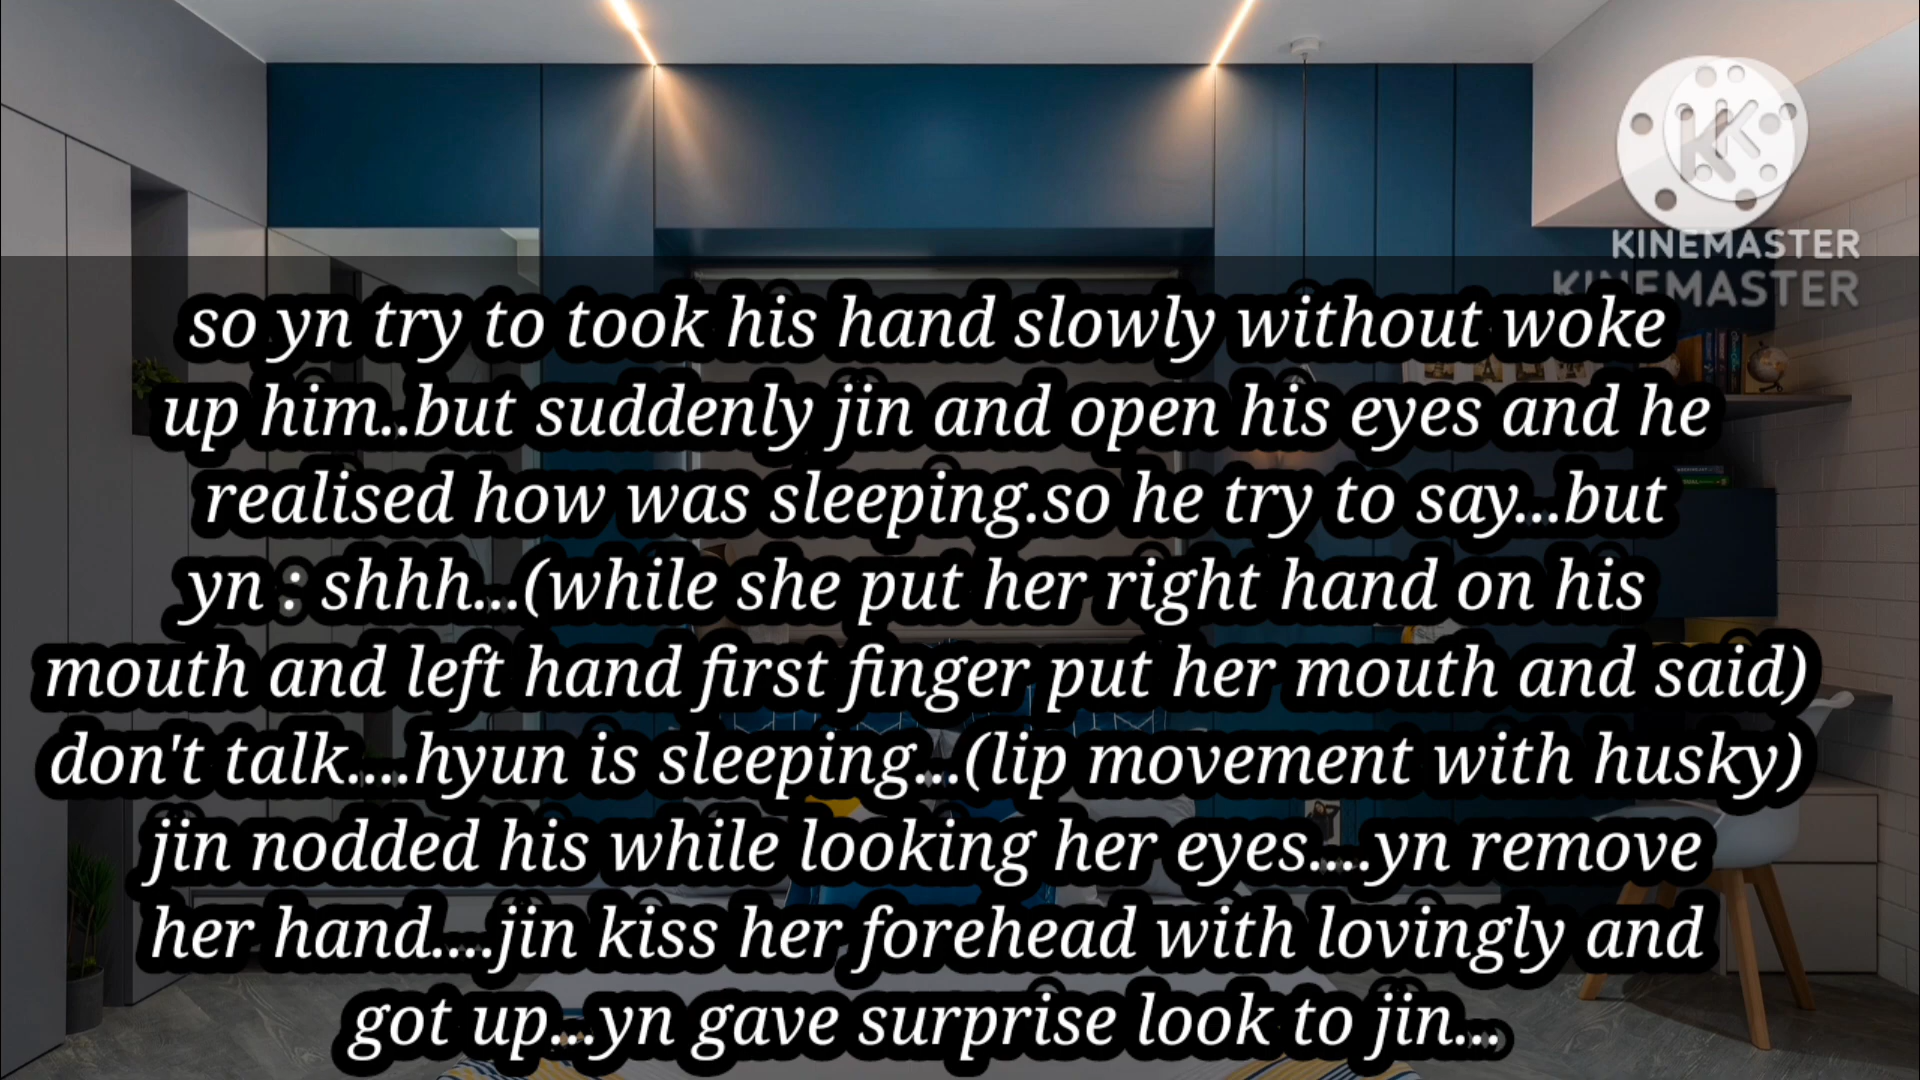 KINEMASTER
KINEMASTER
so yn try to took his hand slowly without woke
up him..but suddenly jin and open his eyes and he
realised how was sleeping.so he try to say...but
yn : shhh...(while she put her right hand on his
mouth and left hand first finger put her mouth and said)
don't talk....hyun is sleeping...(lip movement with husky)
jin nodded his while looking her eyes....yn remove
her hand....jin kiss her forehead with lovingly and
got up...yn gave surprise look to jin...